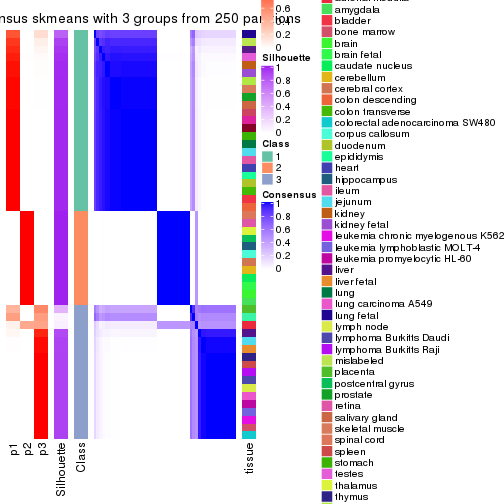 nsus skmeans with 3 groups from 250 par
ons
0.6
0.4
0.2
0
Silhouette
1
0.8
0.6
0.4
0.2
0
Class
1
2
3
Consensus
1
0.8
0.6
0.4
0.2
0
p1
p2
p3
Silhouette
Class
tissue
amygdala
bladder
bone marrow
brain
brain fetal
caudate nucleus
cerebellum
cerebral cortex
colon descending
colon transverse
colorectal adenocarcinoma SW480
corpus callosum
duodenum
epididymis
heart
hippocampus
ileum
jejunum
kidney
kidney fetal
leukemia chronic myelogenous K562
leukemia lymphoblastic MOLT-4
leukemia promyelocytic HL-60
liver
liver fetal
lung
lung carcinoma A549
lung fetal
lymph node
lymphoma Burkitts Daudi
lymphoma Burkitts Raji
mislabeled
placenta
postcentral gyrus
prostate
retina
salivary gland
skeletal muscle
spinal cord
spleen
stomach
testes
thalamus
thymus